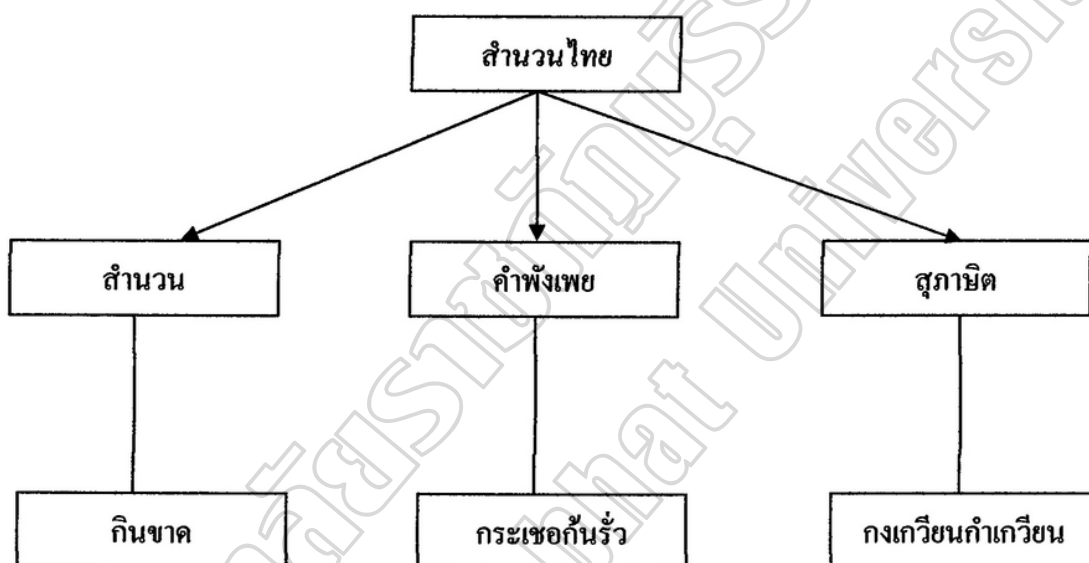 สำนวนไทย
สำนวน
คำพังเพย
สุภาษิต
กินขาด
กระเชอก้นรั่ว
กงเกวียนกำเกวียน